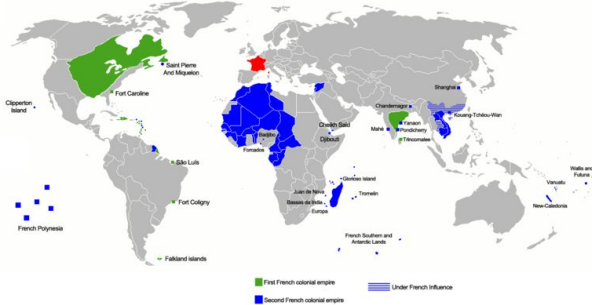 Saint Pierre
And Miquelon
Fort Caroline
Clipperton
Island
French Polynesia
São Luís
Fort Coligny
Falkland islands
Badjibo
Forcados
Cheikh Saïd
Djibouti
Glorioso Island
Juan de Nova
Bassas da India
Europa
Tromelin
French Southern and
Antarctic Lands
Shanghai
Chandernagor
Yanaon
Pondicherry
Mahé
Trincomalee
Kouang-Tchéou-Wan
Wallis and
Futuna
Vanuatu
New-Caledonia
First French colonial empire
Second French colonial empire
Under French Influence